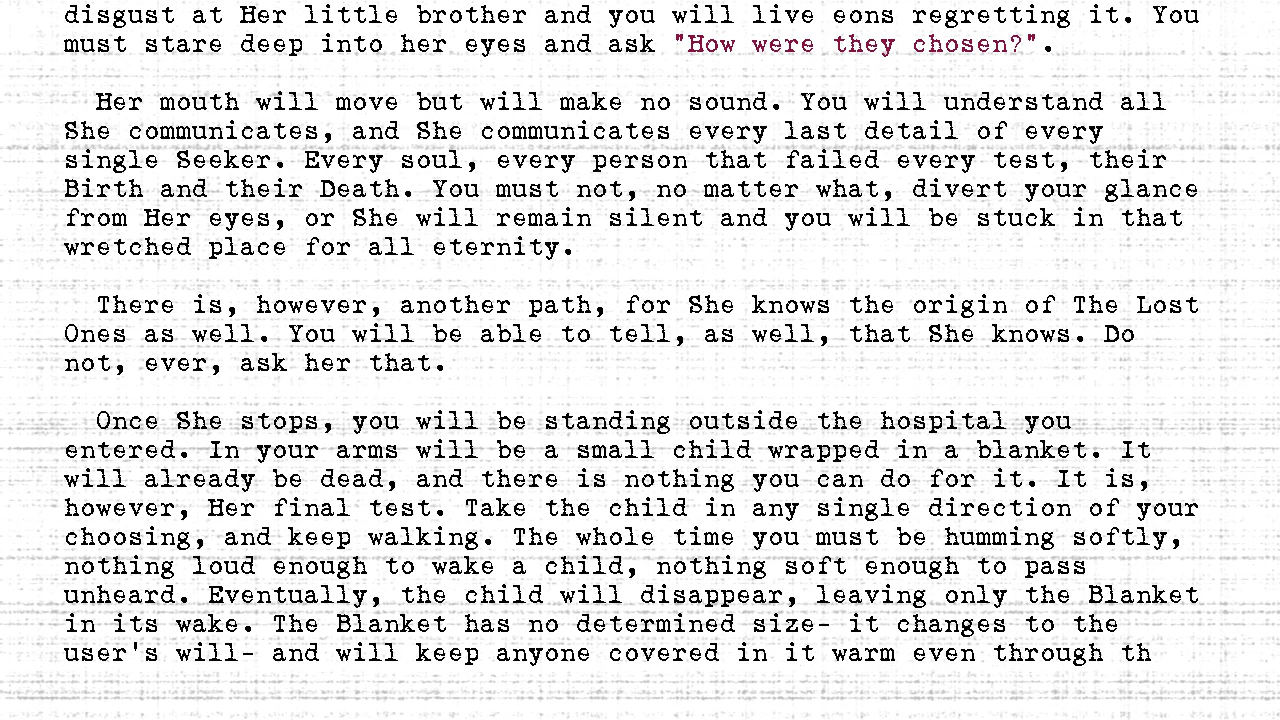 disgust at Her little brother and you will live eons regretting it. You
must stare deep into her eyes and ask "How were they chosen?".
Her mouth will move but will make no sound. You will understand all
She communicates, and She communicates every last detail of every
single Seeker. Every soul, every person that failed every test, their
Birth and their Death. You must not, no matter what, divert your glance
from Her eyes, or She will remain silent and you will be stuck in that
wretched place for all eternity.
There is, however, another path, for She knows the origin of The Lost
Ones as well. You will be able to tell, as well, that She knows. Do
not, ever, ask her that.
Once She stops, you will be standing outside the hospital you
entered. In your arms will be a small child wrapped in a blanket. It
will already be dead, and there is nothing you can do for it. It is,
however, Her final test. Take the child in any single direction of your
choosing, and keep walking. The whole time you must be humming softly,
nothing loud enough to wake a child, nothing soft enough to pass
unheard. Eventually, the child will disappear, leaving only the Blanket
in its wake. The Blanket has no determined size- it changes to the
user's will- and will keep anyone covered in it warm even through th